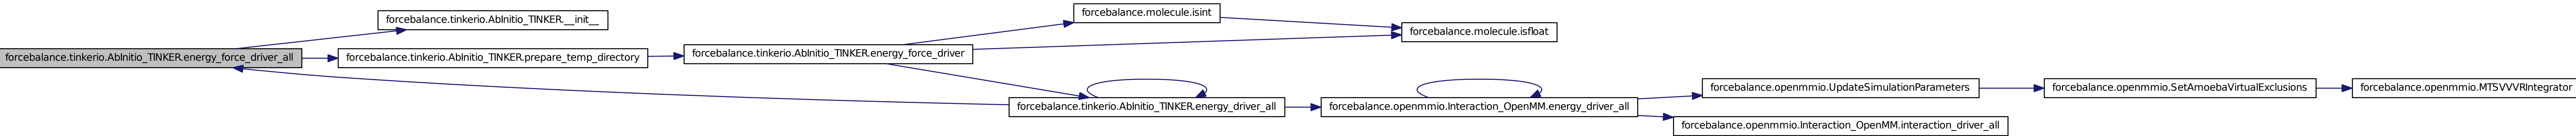 forcebalance.tinkerio.AbInitio_TINKER.energy_force_driver_all
forcebalance.tinkerio.AbInitio_TINKER.__init__
forcebalance.tinkerio.AbInitio_TINKER.prepare_temp_directory
forcebalance.tinkerio.AbInitio_TINKER.energy_force_driver
forcebalance.molecule.isint
forcebalance.molecule.isfloat
forcebalance.tinkerio.AbInitio_TINKER.energy_driver_all
forcebalance.openmmio.Interaction_OpenMM.energy_driver_all
forcebalance.openmmio.UpdateSimulationParameters
forcebalance.openmmio.SetAmoebaVirtualExclusions
forcebalance.openmmio.MTSVVVRIntegrator
forcebalance.openmmio.Interaction_OpenMM.interaction_driver_all